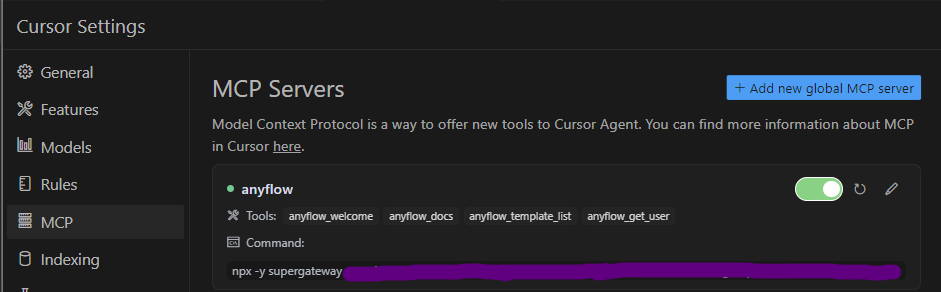 Cursor Settings
General
Features
Models
Rules
MCP
Indexing
MCP Servers
+ Add new global MCP server
Model Context Protocol is a way to offer new tools to Cursor Agent. You can find more information about MCP
in Cursor here.
anyflow
Tools: anyflow_welcome anyflow_docs anyflow_template_list anyflow_get_user
Command:
npx -y supergateway